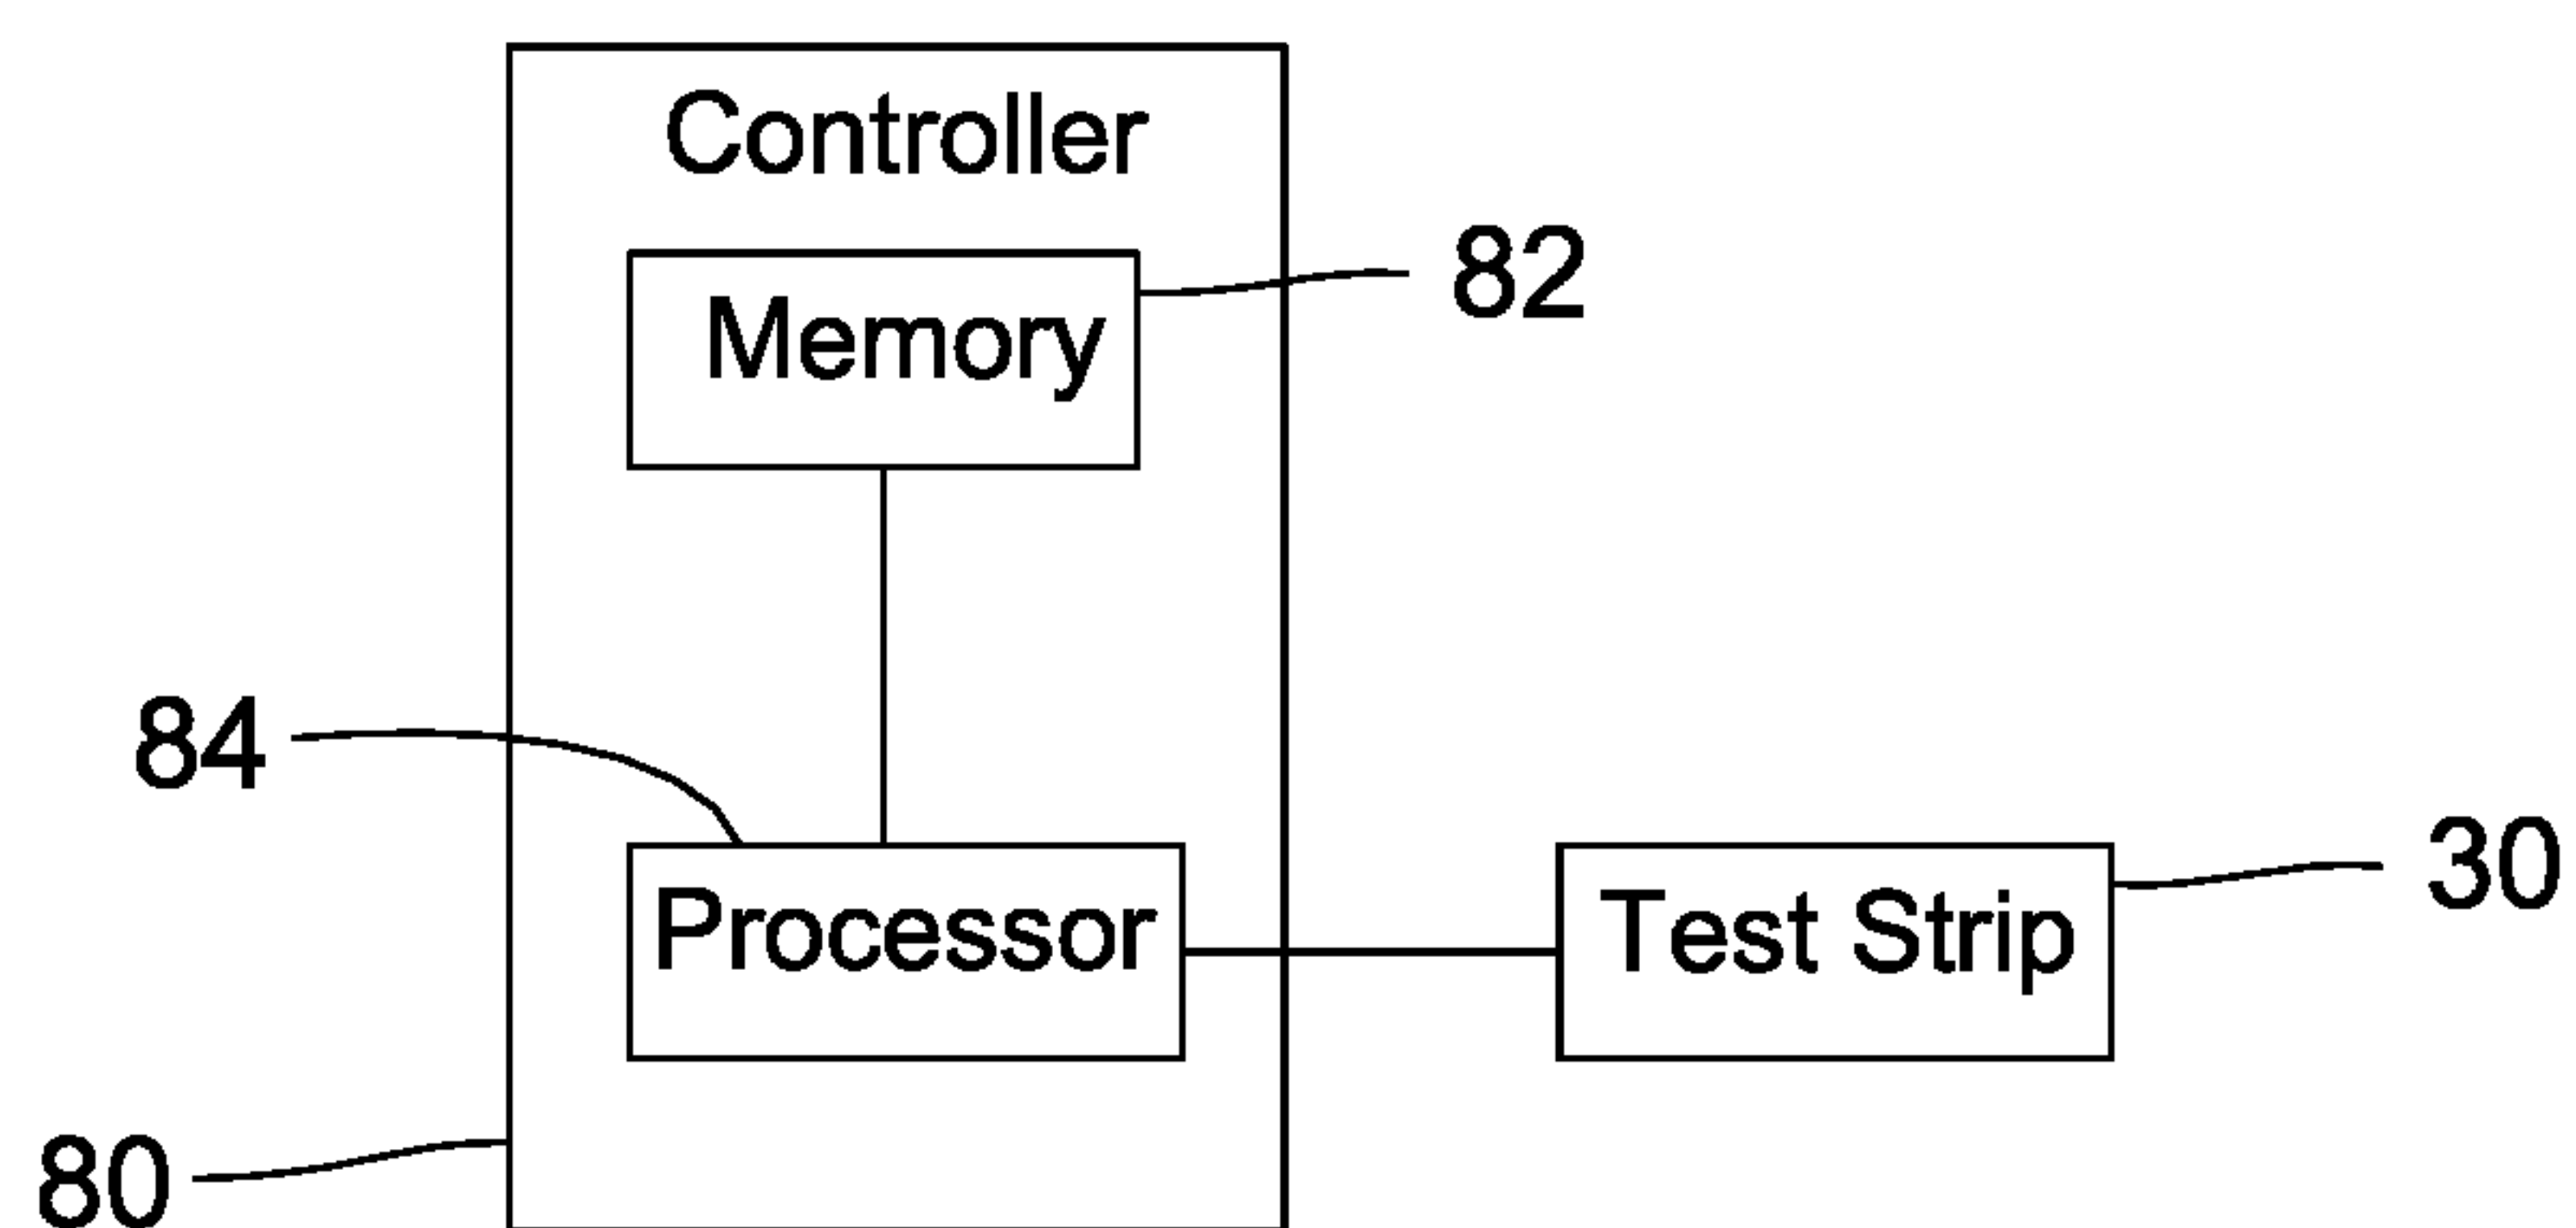 Controller
Memory
82
84
Processor
Test Strip
30
80